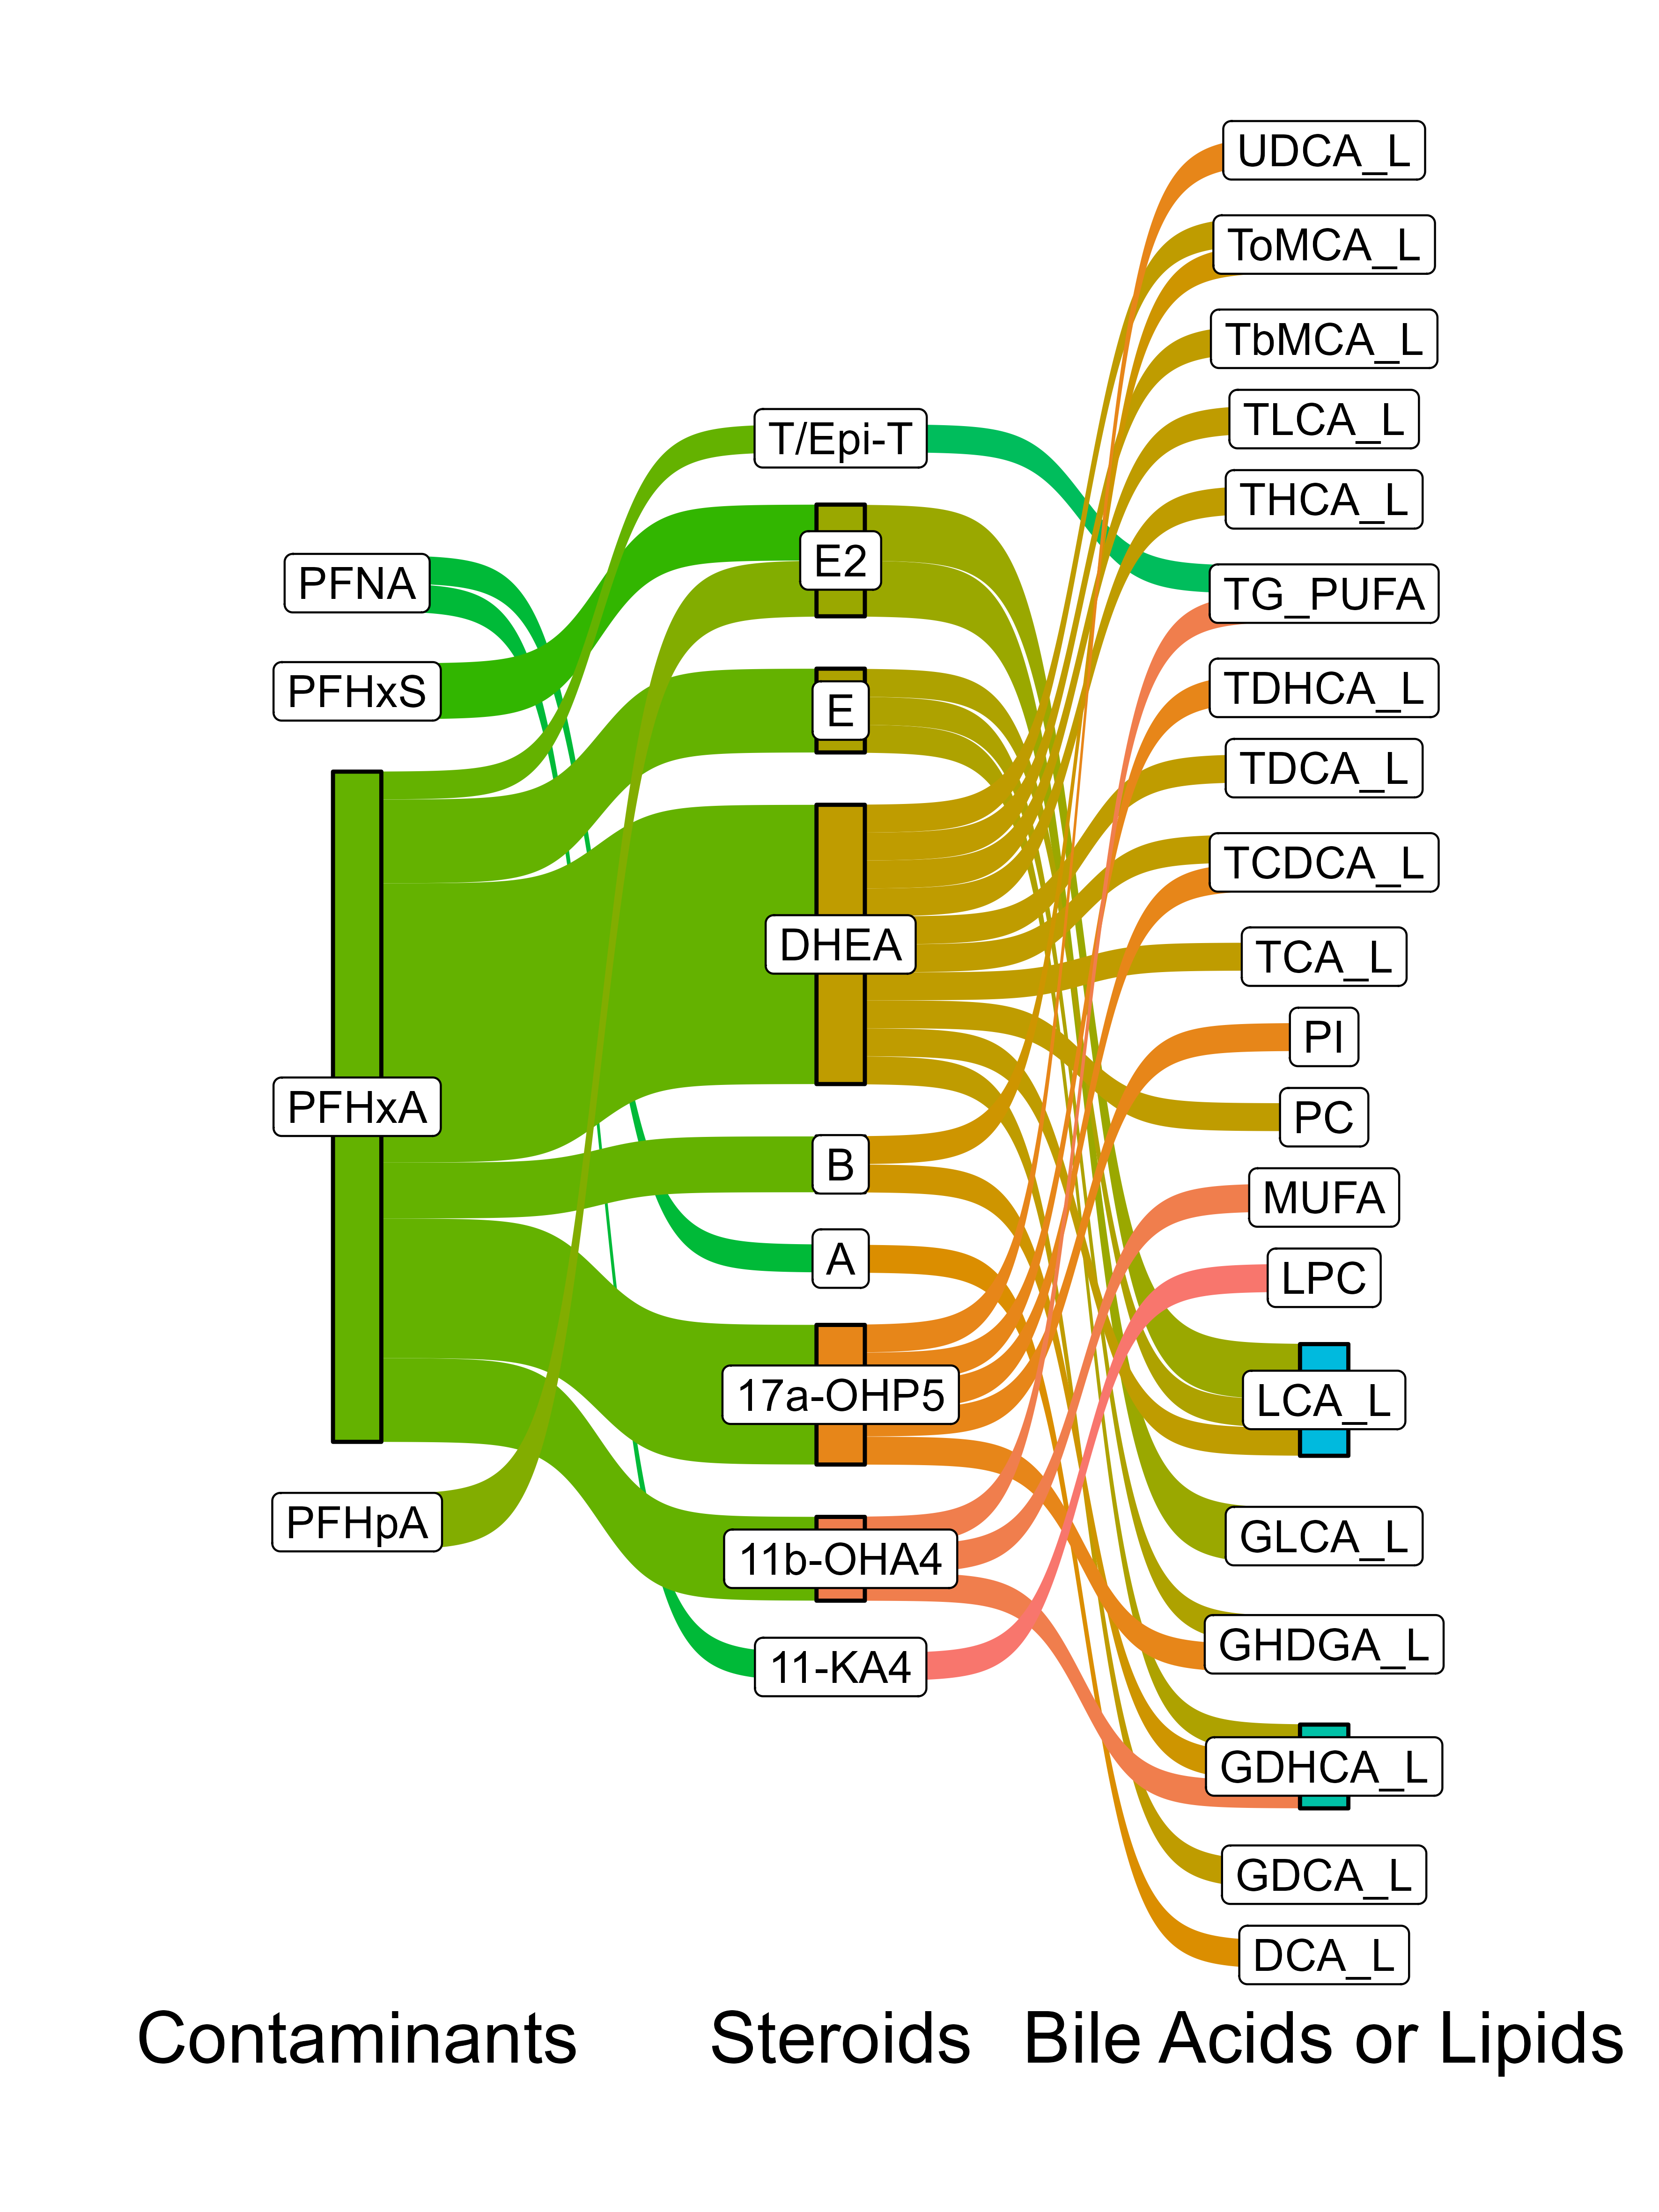 PFNA
PFHxS
PFHxA
PFHpA
T/Epi-T
E2
E
DHEA
B
A
17a-OHP5
11b-OHA4
11-KA4
UDCA_L
ToMCA_L
TbMCA_L
TLCA_L
THCA_L
TG_PUFA
TDHCA_L
TDCA_L
TCDCA_L
TCA_L
PI
PC
MUFA
LPC
LCA_L
GLCA_L
GHDGA_L
GDHCA_L
GDCA_L
DCA_L
Contaminants
Steroids
Bile Acids or Lipids